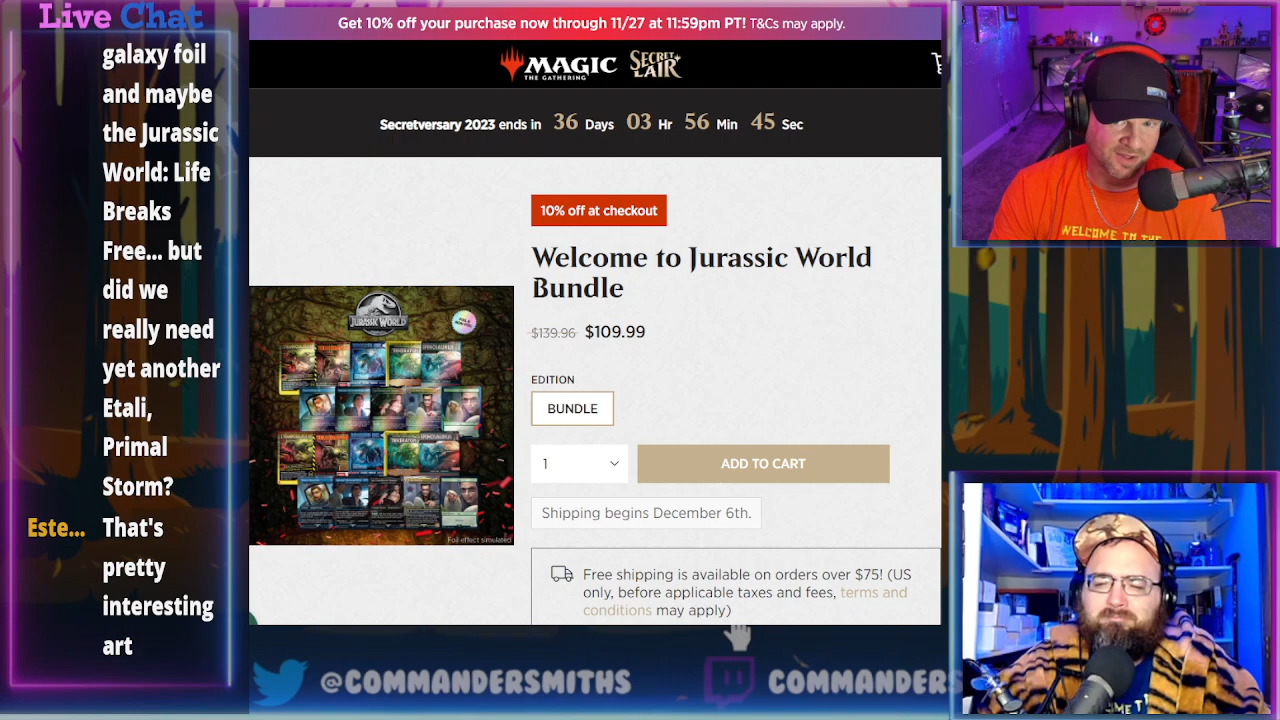 Live Chat
galaxy foil
and maybe
the Jurassic
World: Life
Breaks
Free... but
did we
really need
yet another
Etali,
Primal
Storm?
Este... That's
pretty
interesting
art
Get 10% off your purchase now through 11/27 at 11:59pm PT! T&Cs may apply.
MAGIC
THE GATHERING
SECRET
LAIR
Secretversary 2023 ends in 36 Days 03 Hr 56 Min 45 Sec
10% off at checkout
Welcome to Jurassic World
Bundle
$139.96 $109.99
EDITION
BUNDLE
1
ADD TO CART
Shipping begins December 6th.
Free shipping is available on orders over $75! (US
only, before applicable taxes and fees, terms and
conditions may apply)
JURASSIC WORLD
Foil effect simulated
WELCOME TO THE
@COMMANDERSMITHS
COMMANDERS